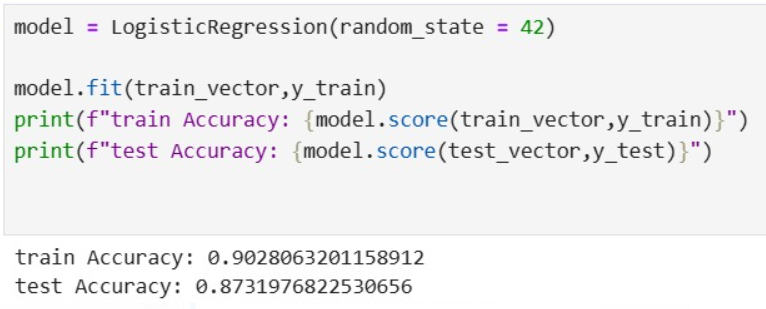 model = LogisticRegression(random_state = 42)
model.fit(train_vector,y_train)
print(f"train Accuracy: {model.score(train_vector,y_train)}")
print(f"test Accuracy: {model.score(test_vector,y_test)}")
train Accuracy: 0.9028063201158912
test Accuracy: 0.8731976822530656